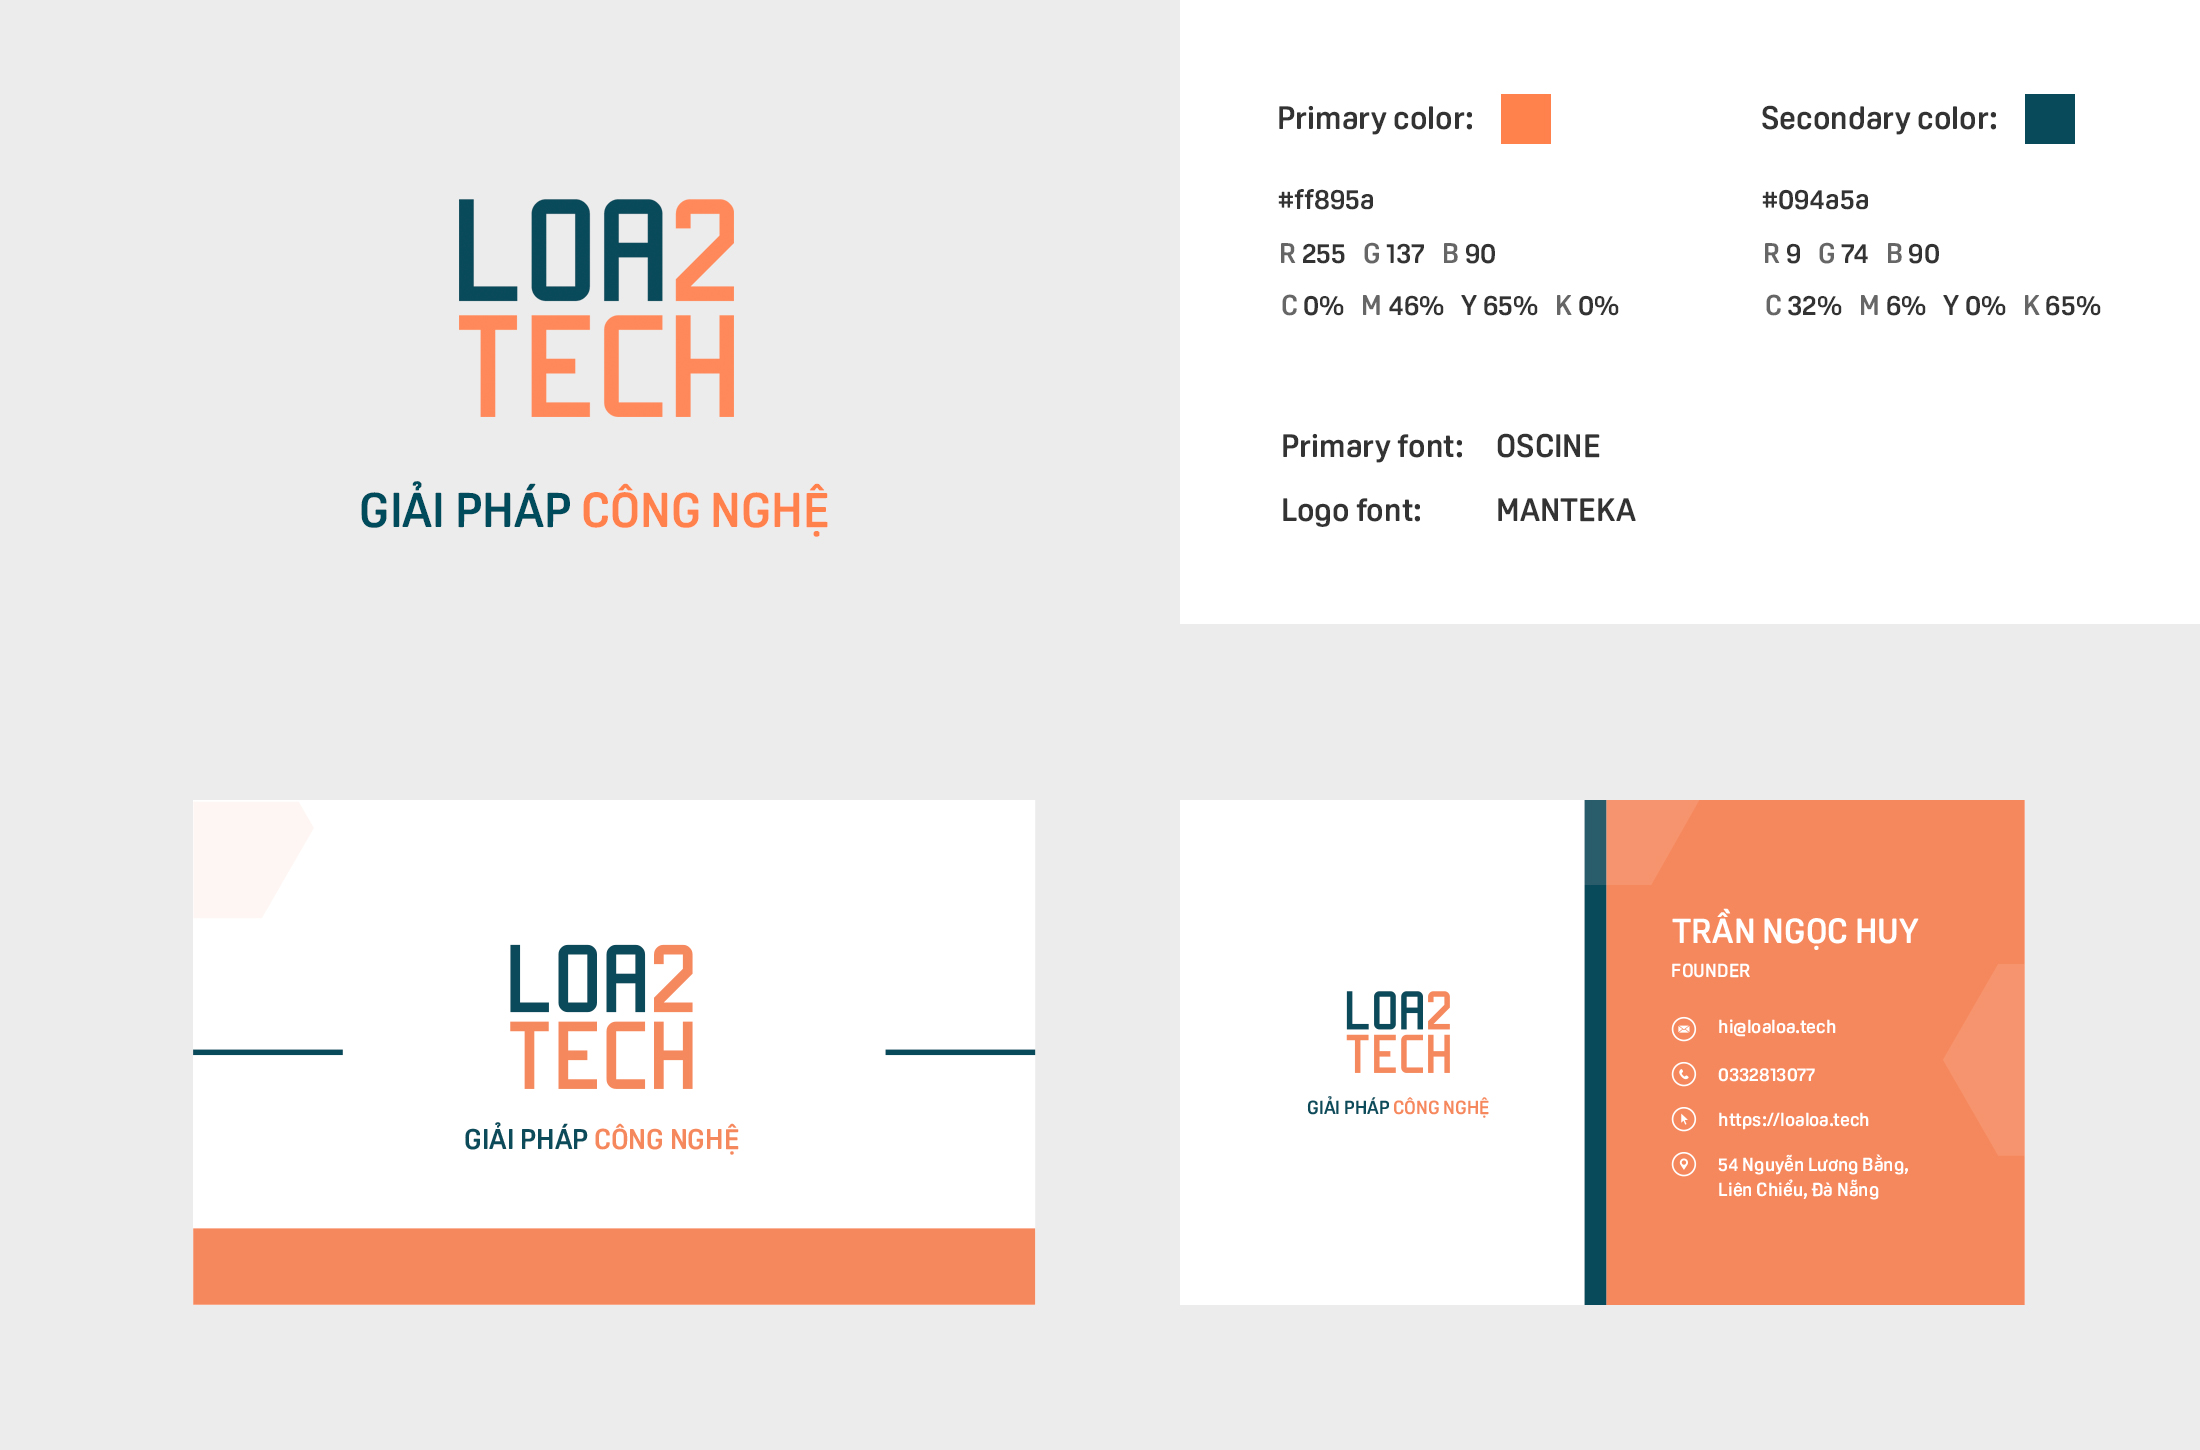 LOA2
TECH
GIẢI PHÁP CÔNG NGHỆ
Primary color:
#ff895a
R 255 G 137 B 90
C 0% M 46% Y 65% K 0%
Secondary color:
#094a5a
R 9 G 74 B 90
C 32% M 6% Y 0% K 65%
Primary font: OSCINE
Logo font: MANTEKA
LOA2
TECH
GIẢI PHÁP CÔNG NGHỆ
LOA2
TECH
GIẢI PHÁP CÔNG NGHỆ
TRẦN NGỌC HUY
FOUNDER
hi@loaloa.tech
0332813077
https://loaloa.tech
54 Nguyễn Lương Bằng,
Liên Chiểu, Đà Nẵng